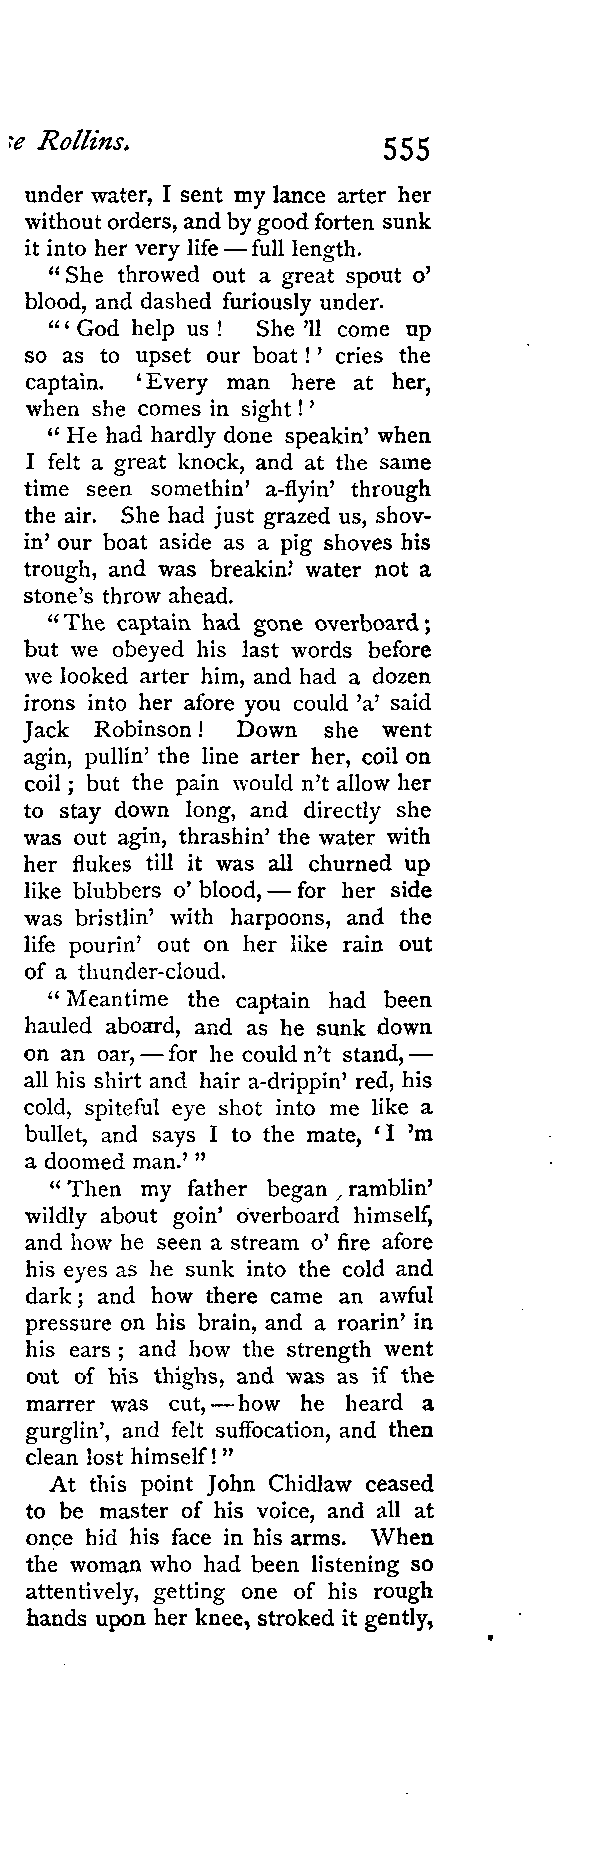 Rollins. 555
under water, I sent my lance arter her
without orders, and by good forten sunk
it into her very life — full length.
"She throwed out a great spout o'
blood, and dashed furiously under.
"'God help us! She 'll come up
so as to upset our boat!' cries the
captain. 'Every man here at her,
when she comes in sight!'
"He had hardly done speakin' when
I felt a great knock, and at the same
time seen somethin' a-flyin' through
the air. She had just grazed us, shov-
in' our boat aside as a pig shoves his
trough, and was breakin' water not a
stone's throw ahead.
"The captain had gone overboard;
but we obeyed his last words before
we looked arter him, and had a dozen
irons into her afore you could 'a' said
Jack Robinson! Down she went
agin, pullin' the line arter her, coil on
coil; but the pain would n't allow her
to stay down long, and directly she
was out agin, thrashin' the water with
her flukes till it was all churned up
like blubbers o' blood, — for her side
was bristlin' with harpoons, and the
life pourin' out on her like rain out
of a thunder-cloud.
"Meantime the captain had been
hauled aboard, and as he sunk down
on an oar, — for he could n't stand, —
all his shirt and hair a-drippin' red, his
cold, spiteful eye shot into me like a
bullet, and says I to the mate, 'I 'm
a doomed man.'"
"Then my father began ramblin'
wildly about goin' overboard himself,
and how he seen a stream o' fire afore
his eyes as he sunk into the cold and
dark; and how there came an awful
pressure on his brain, and a roarin' in
his ears; and how the strength went
out of his thighs, and was as if the
marrer was cut, — how he heard a
gurglin', and felt suffocation, and then
clean lost himself!"
At this point John Chidlaw ceased
to be master of his voice, and all at
once hid his face in his arms. When
the woman who had been listening so
attentively, getting one of his rough
hands upon her knee, stroked it gently,